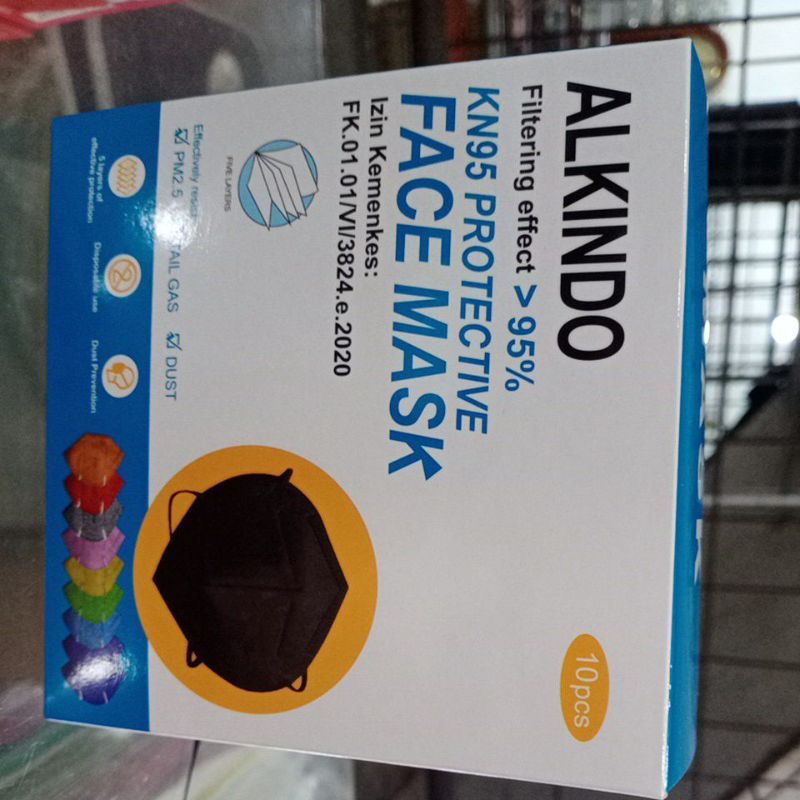 ALKINDO
Filtering effect > 95%
KN95 PROTECTIVE
FACE MASK
Izin Kemenkes:
FK.01.01/VI/3824.e.2020
FIVE LAYERS
Effectively
PM2.5 TAIL GAS DUST
5 layers of
effective protection
Disposable use
Dust Prevention
10pcs